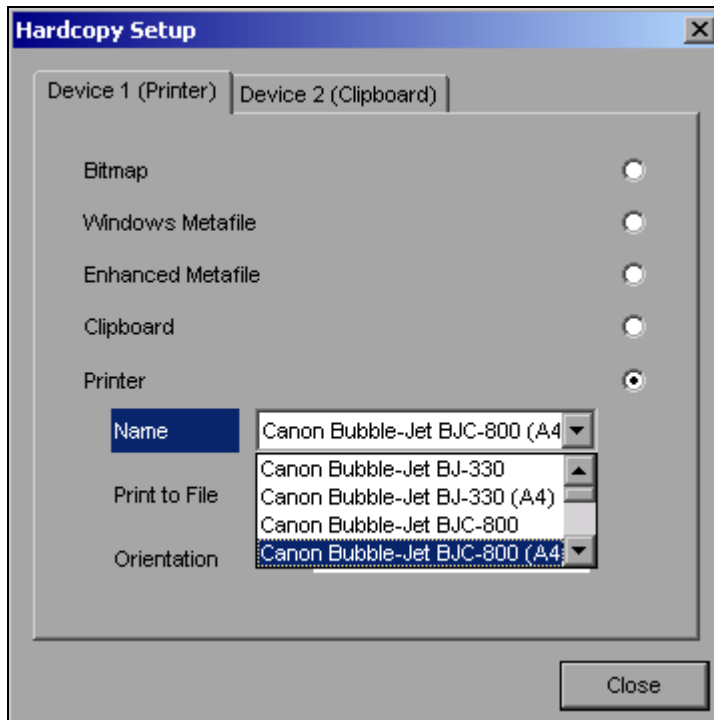 Hardcopy Setup
Device 1 (Printer) Device 2 (Clipboard)
Bitmap
Windows Metafile
Enhanced Metafile
Clipboard
Printer
Name Canon Bubble-Jet BJC-800 (A4
Canon Bubble-Jet BJ-330
Print to File Canon Bubble-Jet BJ-330 (A4)
Canon Bubble-Jet BJC-800
Orientation Canon Bubble-Jet BJC-800 (A4
Close